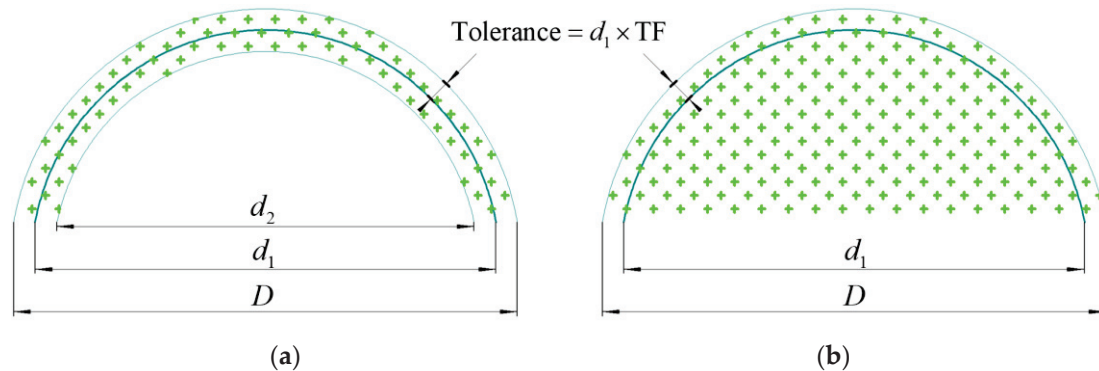 Tolerance = d₁ × TF
d₂
d₁
D
d₁
D
(a)
(b)